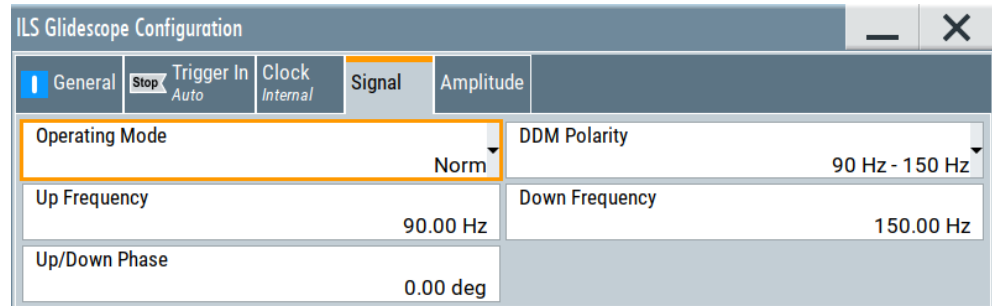 ILS Glidescope Configuration
General
Stop
Trigger In
Auto
Clock
Internal
Signal
Amplitude
Operating Mode
Norm
DDM Polarity
90 Hz - 150 Hz
Up Frequency
90.00 Hz
Down Frequency
150.00 Hz
Up/Down Phase
0.00 deg